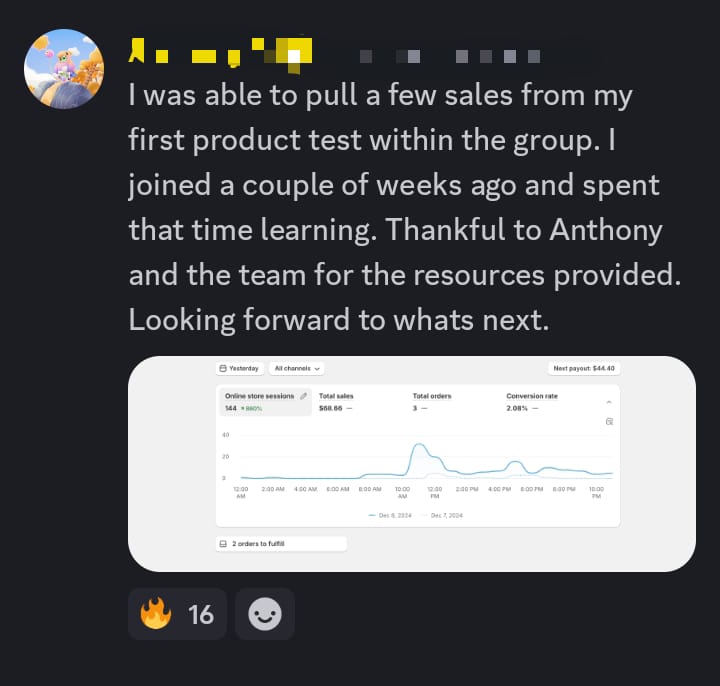 I was able to pull a few sales from my
first product test within the group. I
joined a couple of weeks ago and spent
that time learning. Thankful to Anthony
and the team for the resources provided.
Looking forward to whats next.
Yesterday All channels Next payout: $44.40
Online store sessions Total sales Total orders Conversion rate
144 880% $68.66 — 3 — 2.08% —
40
20
0
12:00 AM 2:00 AM 4:00 AM 6:00 AM 8:00 AM 10:00 AM 12:00 PM 2:00 PM 4:00 PM 6:00 PM 8:00 PM 10:00 PM
Dec 8, 2024 Dec 7, 2024
2 orders to fulfill
16